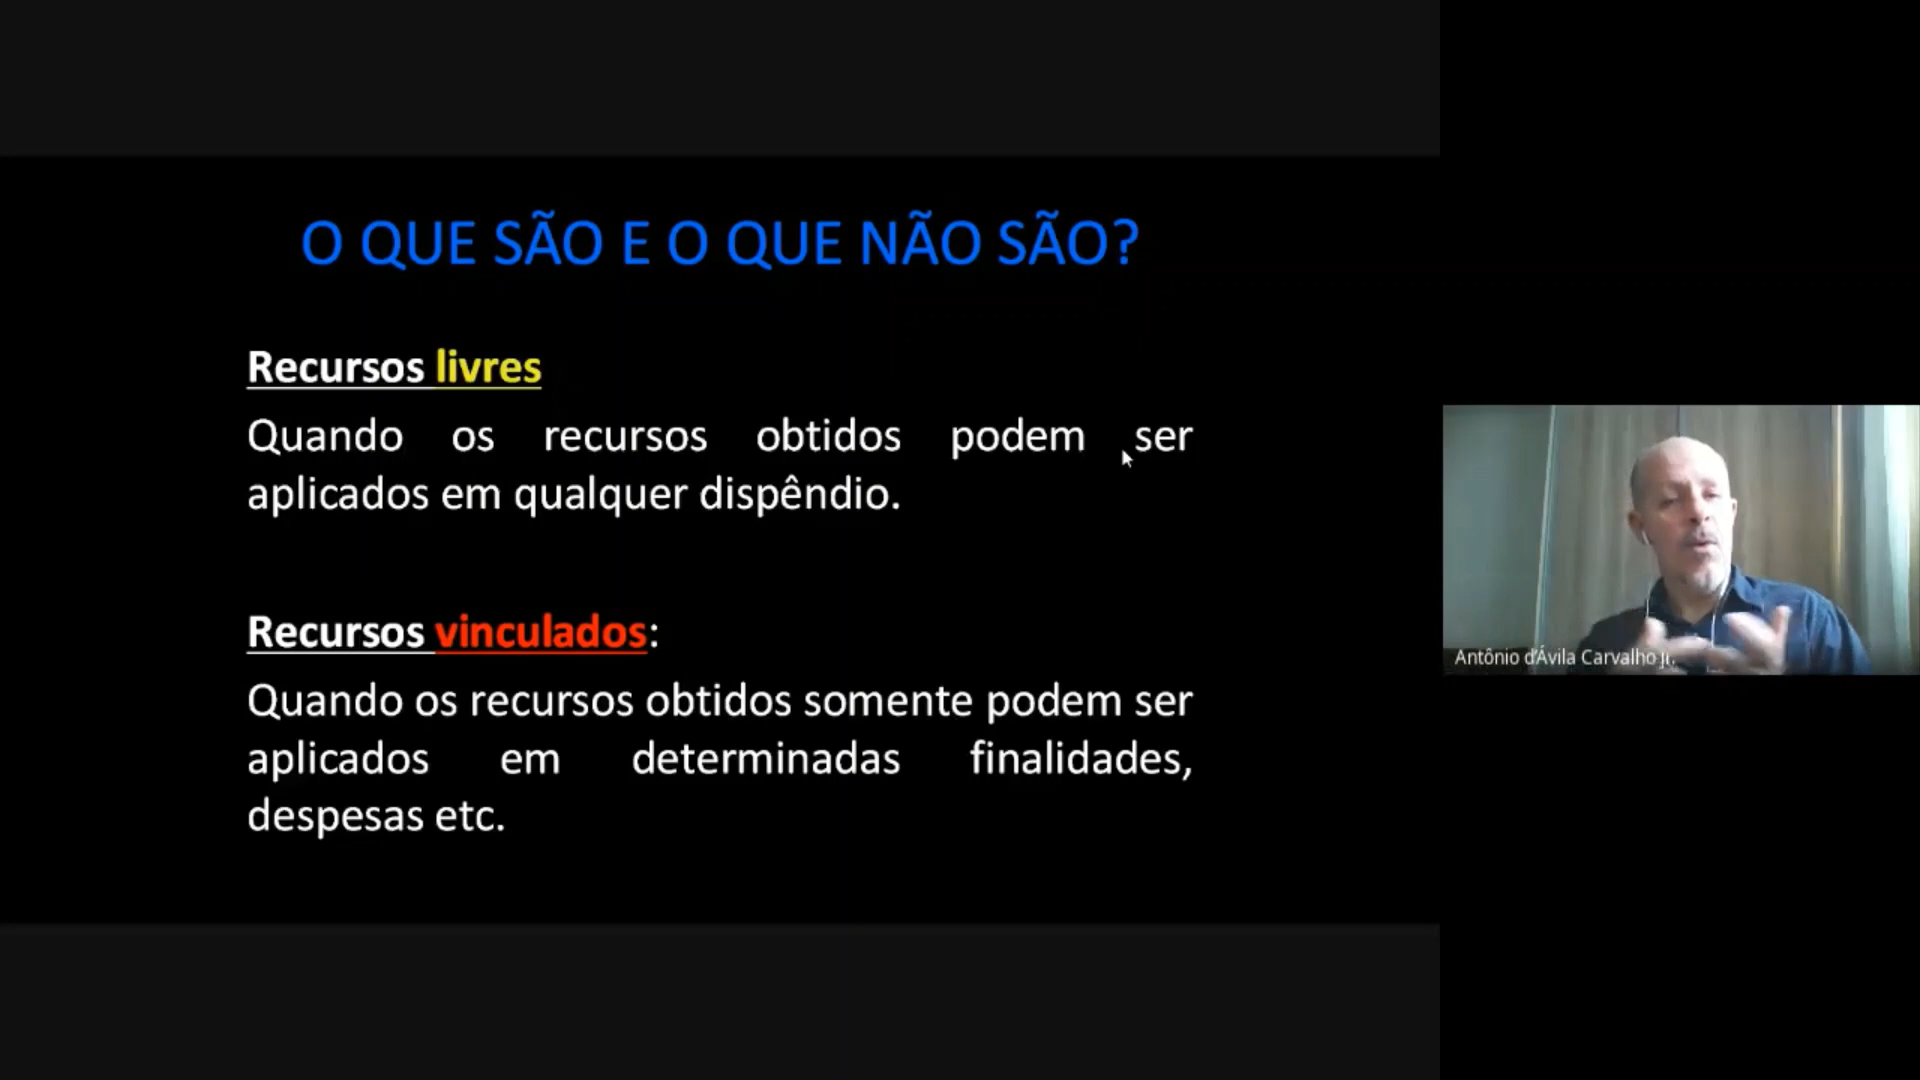 O QUE SÃO E O QUE NÃO SÃO?
Recursos livres
Quando os recursos obtidos podem ser
aplicados em qualquer dispêndio.
Recursos vinculados:
Quando os recursos obtidos somente podem ser
aplicados em determinadas finalidades,
despesas etc.
Antônio d'Ávila Carvalho Jr.